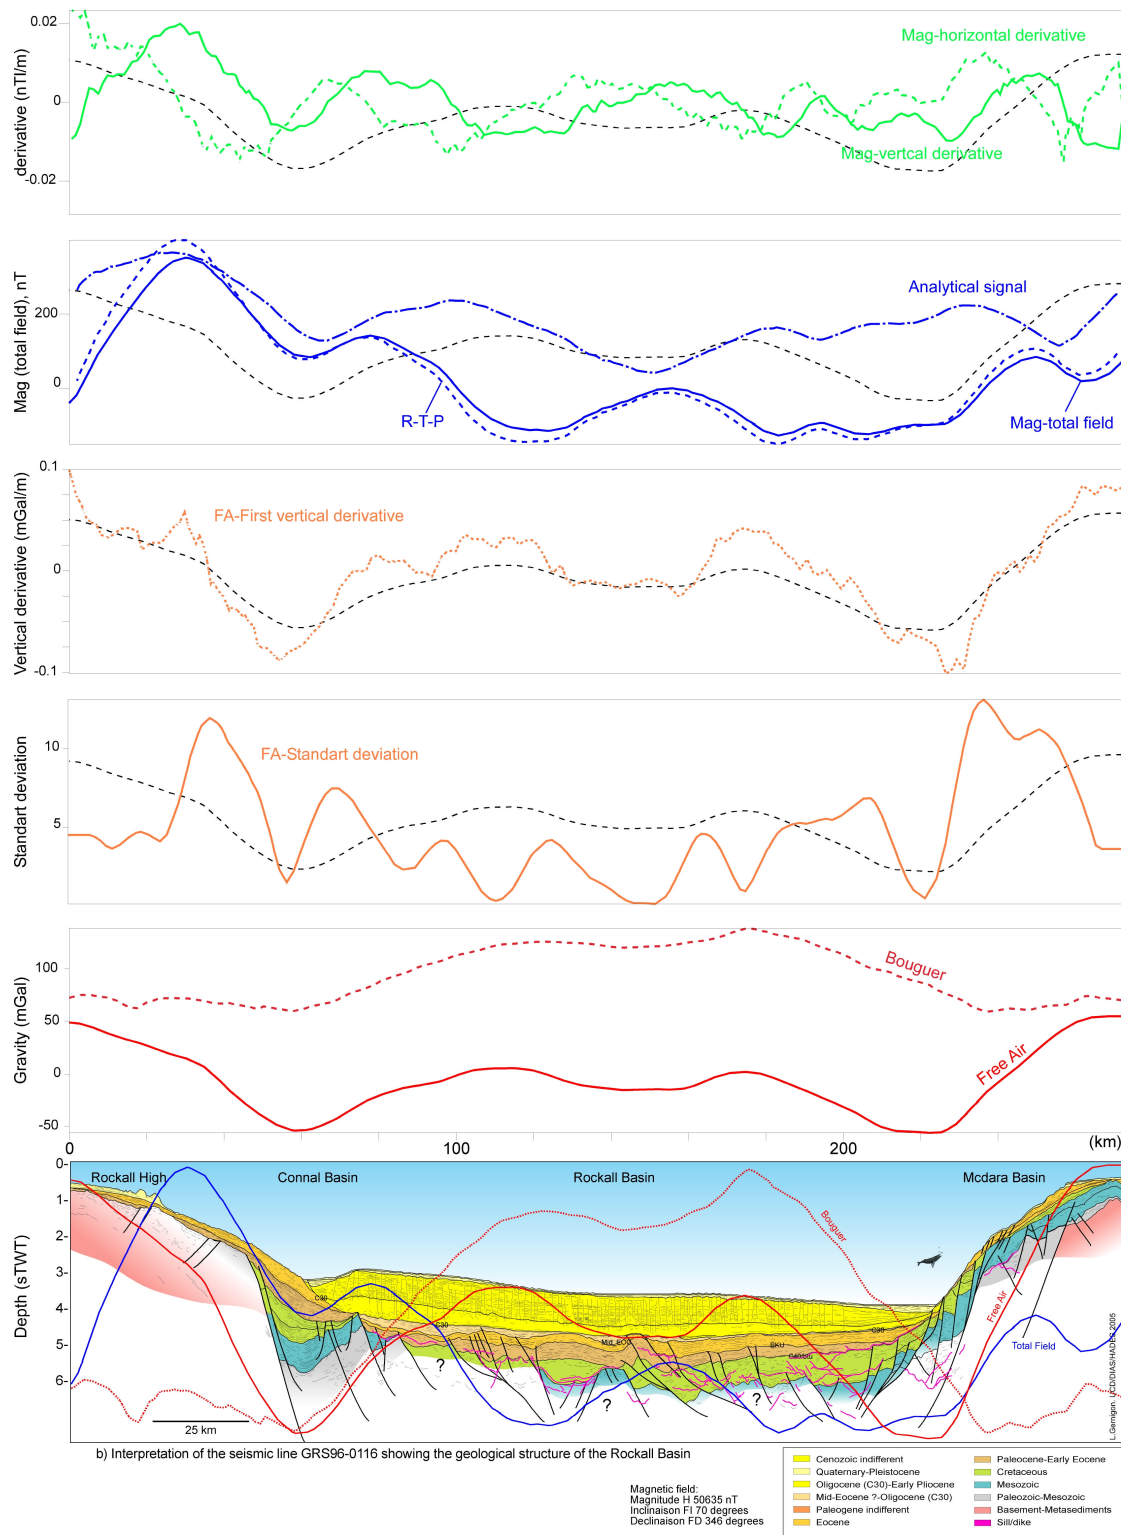 0.02
0
-0.02
derivative (nTl/m)
Mag-horizontal derivative
Mag-vertcal derivative
200
0
Mag (total field), nT
Analytical signal
R-T-P
Mag-total field
0.1
0
-0.1
Vertical derivative (mGal/m)
FA-First vertical derivative
10
5
Standart deviation
FA-Standart deviation
100
50
0
-50
Gravity (mGal)
Bouguer
Free Air
0
100
200
(km)
0-
1-
2-
3-
4-
5-
6-
Depth (sTWT)
Rockall High
Connal Basin
Rockall Basin
Mcdara Basin
Bouguer
Free Air
Total Field
C30
C30
C30
Mid_EOU
BKU
?
?
?
25 km
L.Gernigon. UCD/DIAS/HADES 2005
b) Interpretation of the seismic line GRS96-0116 showing the geological structure of the Rockall Basin
Magnetic field:
Magnitude H 50635 nT
Inclinaison FI 70 degrees
Declinaison FD 346 degrees
Cenozoic indifferent
Quaternary-Pleistocene
Oligocene (C30)-Early Pliocene
Mid-Eocene ?-Oligocene (C30)
Paleogene indifferent
Eocene
Paleocene-Early Eocene
Cretaceous
Mesozoic
Paleozoic-Mesozoic
Basement-Metasediments
Sill/dike